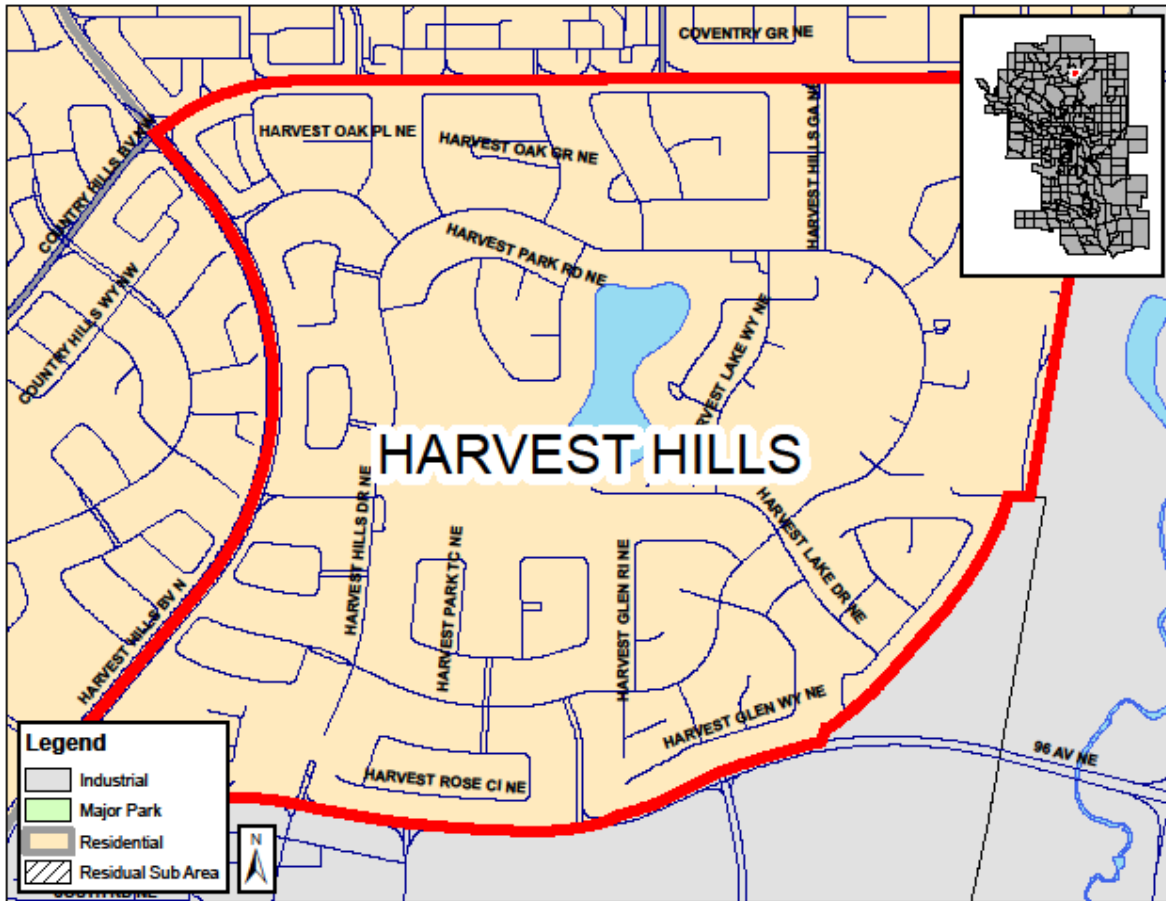 COVENTRY GR NE
HARVEST OAK PL NE
HARVEST OAK GR NE
HARVEST HILLS GA NE
COUNTRY HILLS BV NW
COUNTRY HILLS WY NW
HARVEST PARK RD NE
HARVEST LAKE WY NE
HARVEST HILLS
HARVEST HILLS DR NE
HARVEST PARK TC NE
HARVEST GLEN RI NE
HARVEST LAKE DR NE
HARVEST HILLS BV N
HARVEST GLEN WY NE
96 AV NE
HARVEST ROSE CI NE
Legend
Industrial
Major Park
Residential
Residual Sub Area
N